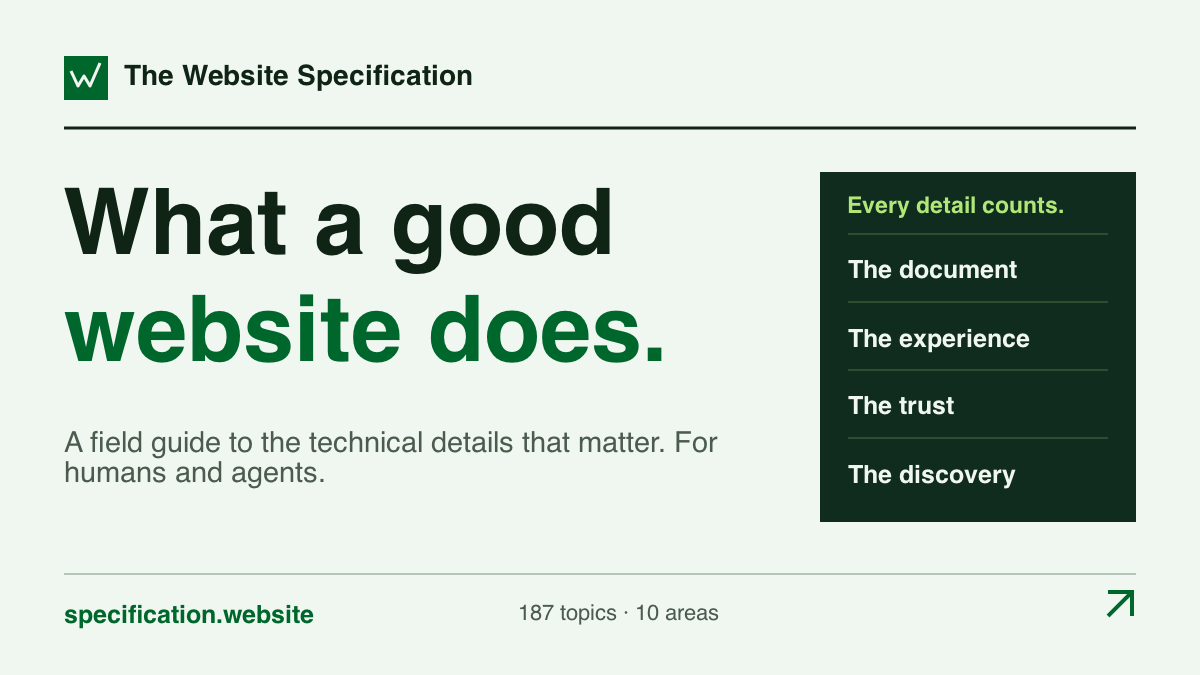 The Website Specification
What a good
website does.
A field guide to the technical details that matter. For
humans and agents.
Every detail counts.
The document
The experience
The trust
The discovery
specification.website
187 topics · 10 areas